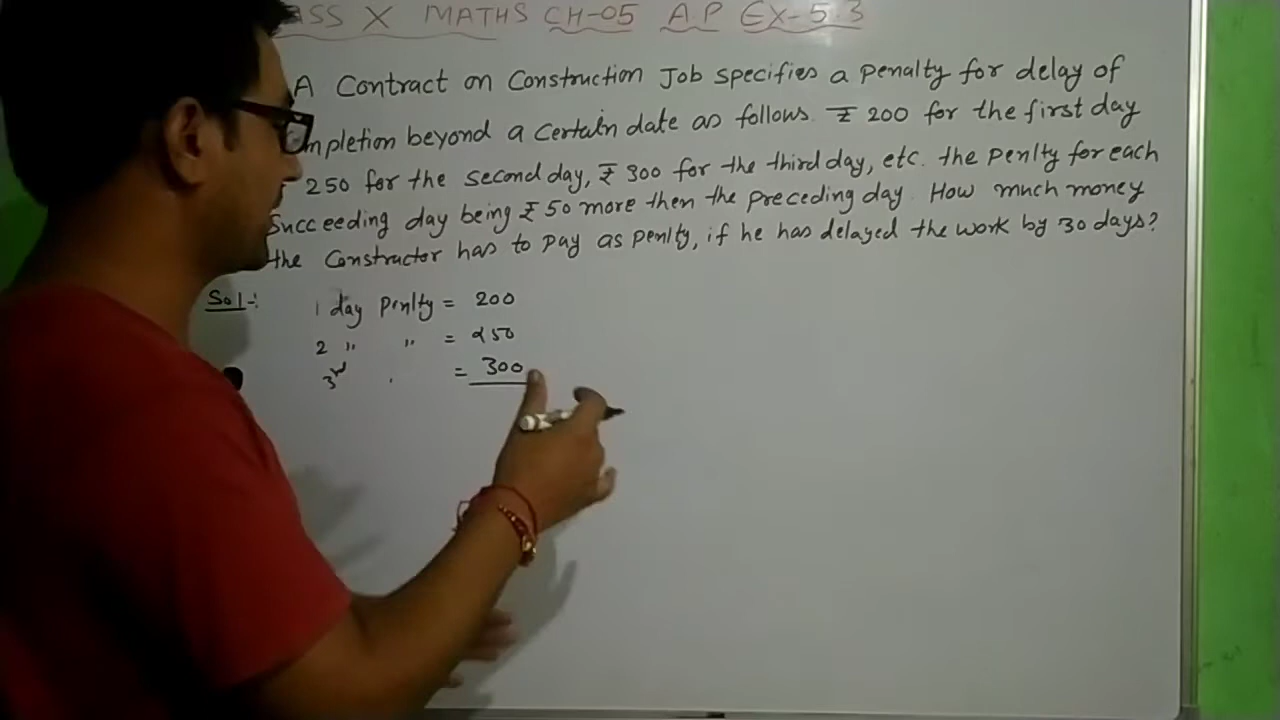 ASS X MATHS CH-05 A P EX-5.3
A Contract on Construction Job specifies a penalty for delay of
mpletion beyond a certain date as follows. ₹ 200 for the first day
250 for the second day, ₹ 300 for the third day, etc. the Penlty for each
Succeeding day being ₹ 50 more then the preceding day. How much money
the Constructor has to pay as penlty, if he has delayed the work by 30 days?
Sol-: 1 day Penlty = 200
2 " " = 250
3rd = 300